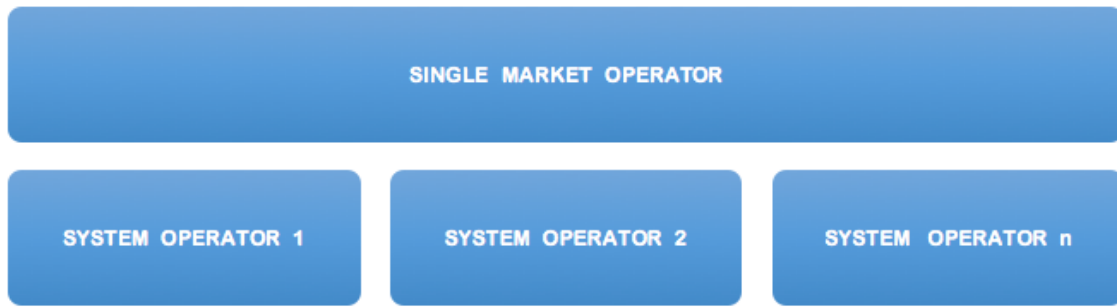 SINGLE MARKET OPERATOR
SYSTEM OPERATOR 1
SYSTEM OPERATOR 2
SYSTEM OPERATOR n